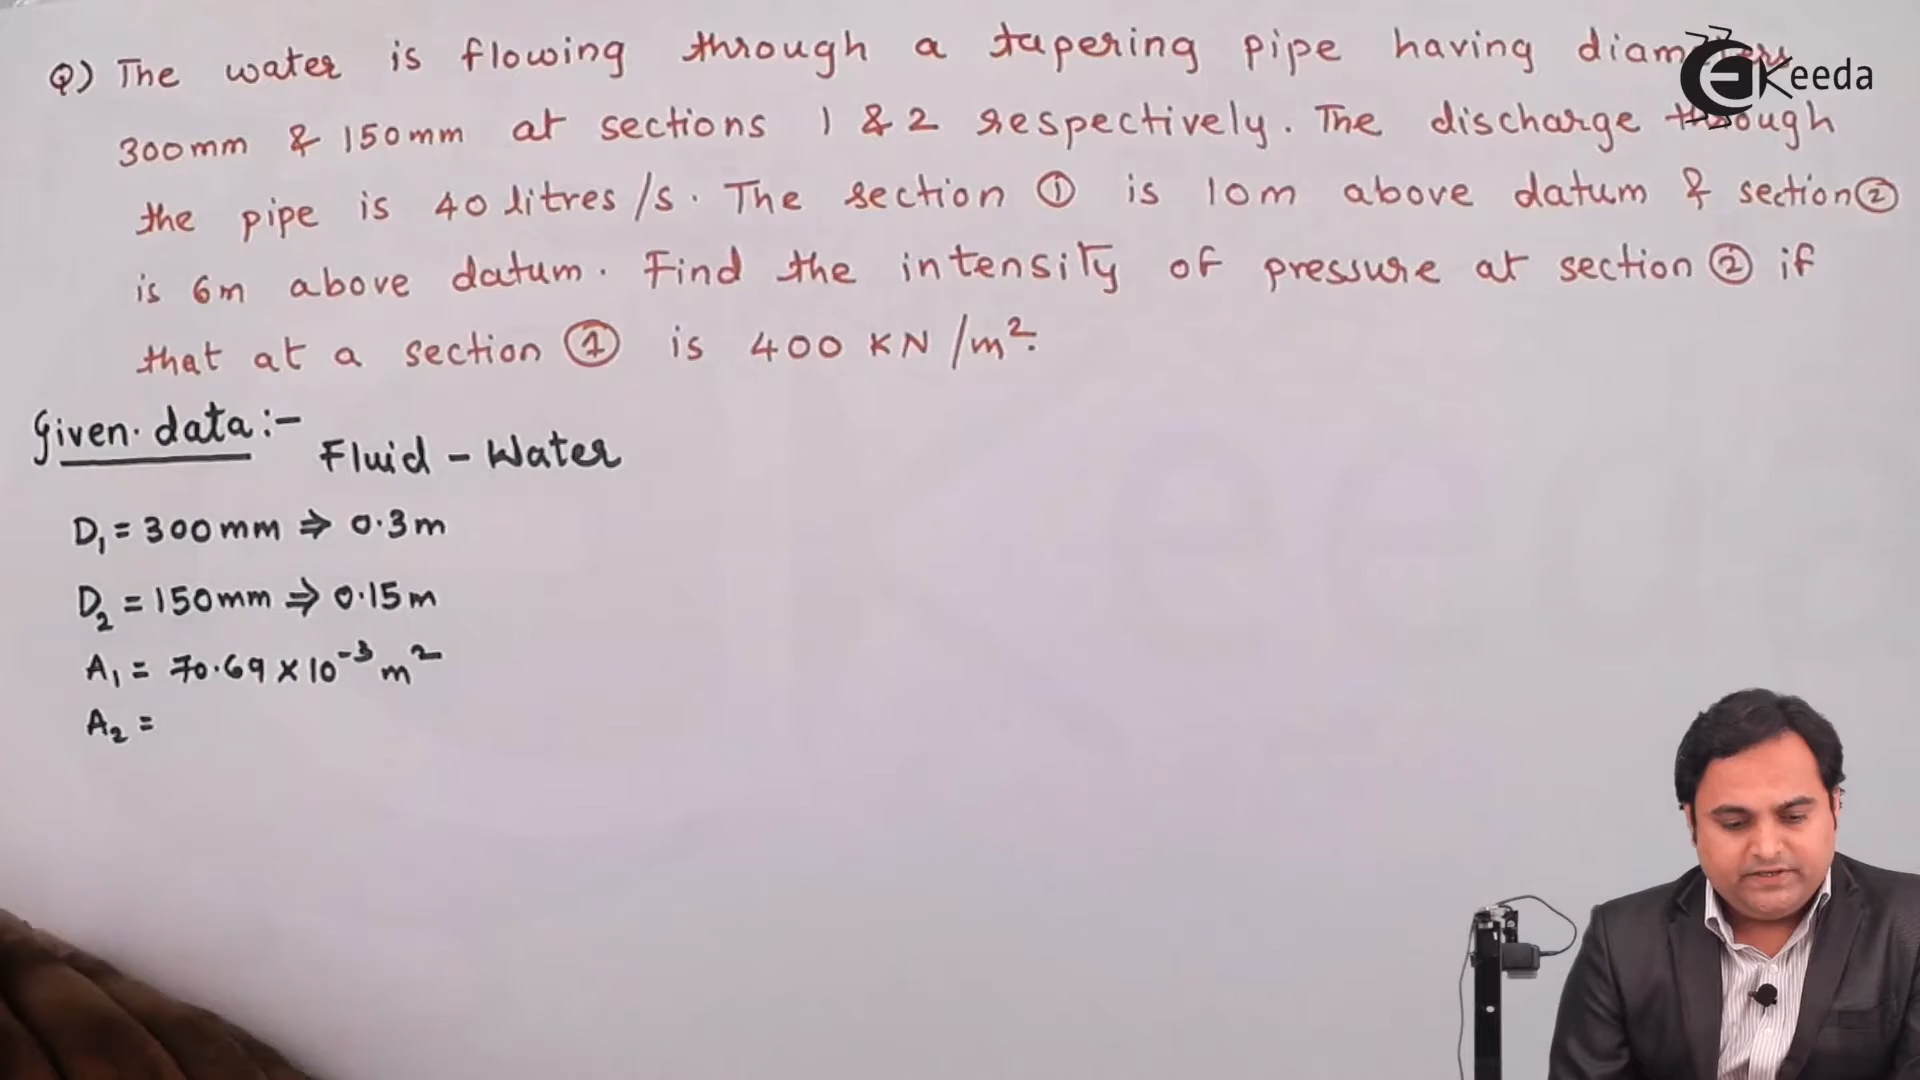 Q) The water is flowing through a tapering pipe having
300mm & 150mm at sections 1 & 2 respectively. The discharge through
the pipe is 40 litres/s. The section ① is 10m above datum & section ②
is 6m above datum. Find the intensity of pressure at section ② if
that at a section ① is 400 KN/m².
Given data:-
Fluid - Water
D₁ = 300mm ⇒ 0.3m
D₂ = 150mm ⇒ 0.15m
A₁ = 70.69 × 10⁻³ m²
A₂ =
EKeeda